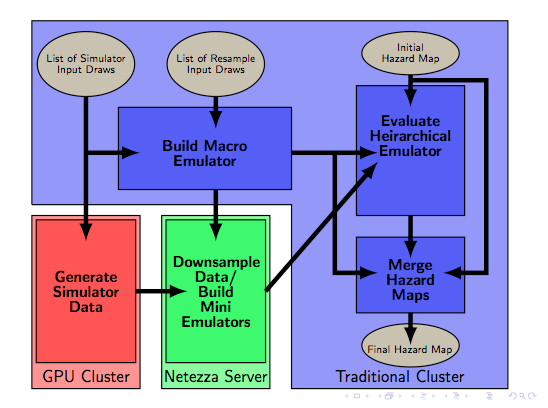 List of Simulator
Input Draws
List of Resample
Input Draws
Initial
Hazard Map
Build Macro
Emulator
Evaluate
Heirarchical
Emulator
Generate
Simulator
Data
Downsample
Data/
Build
Mini
Emulators
Merge
Hazard
Maps
Final Hazard Map
GPU Cluster
Netezza Server
Traditional Cluster